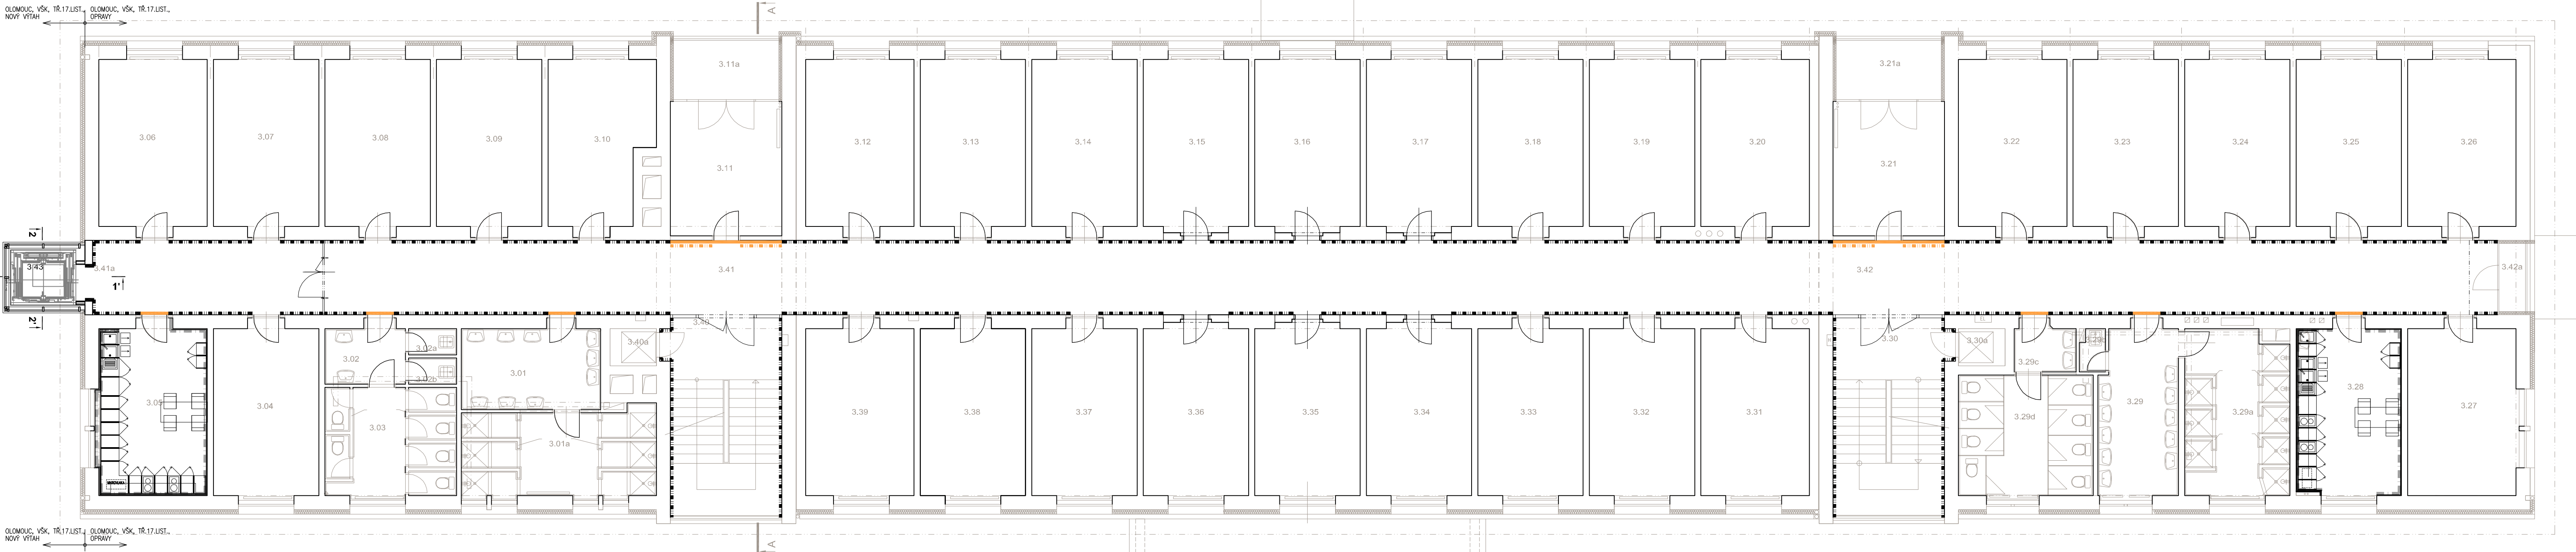 OLOMOUC, VŠK, TŘ.17.LIST., OLOMOUC, VŠK, TŘ.17.LIST.,
NOVÝ VÝTAH OPRAVY
A
3.11a
3.21a
3.06
3.07
3.08
3.09
3.10
3.11
3.12
3.13
3.14
3.15
3.16
3.17
3.18
3.19
3.20
3.21
3.22
3.23
3.24
3.25
3.26
2
3.43
3.41a
1'
3.41
3.42
3.42a
2'
3.40
3.40a
3.30
3.30a
3.02
3.02a
3.02b
3.01
3.29c
3.05
3.04
3.03
3.01a
3.39
3.38
3.37
3.36
3.35
3.34
3.33
3.32
3.31
3.29d
3.29
3.29a
3.28
3.27
OLOMOUC, VŠK, TŘ.17.LIST., OLOMOUC, VŠK, TŘ.17.LIST.,
NOVÝ VÝTAH OPRAVY
A